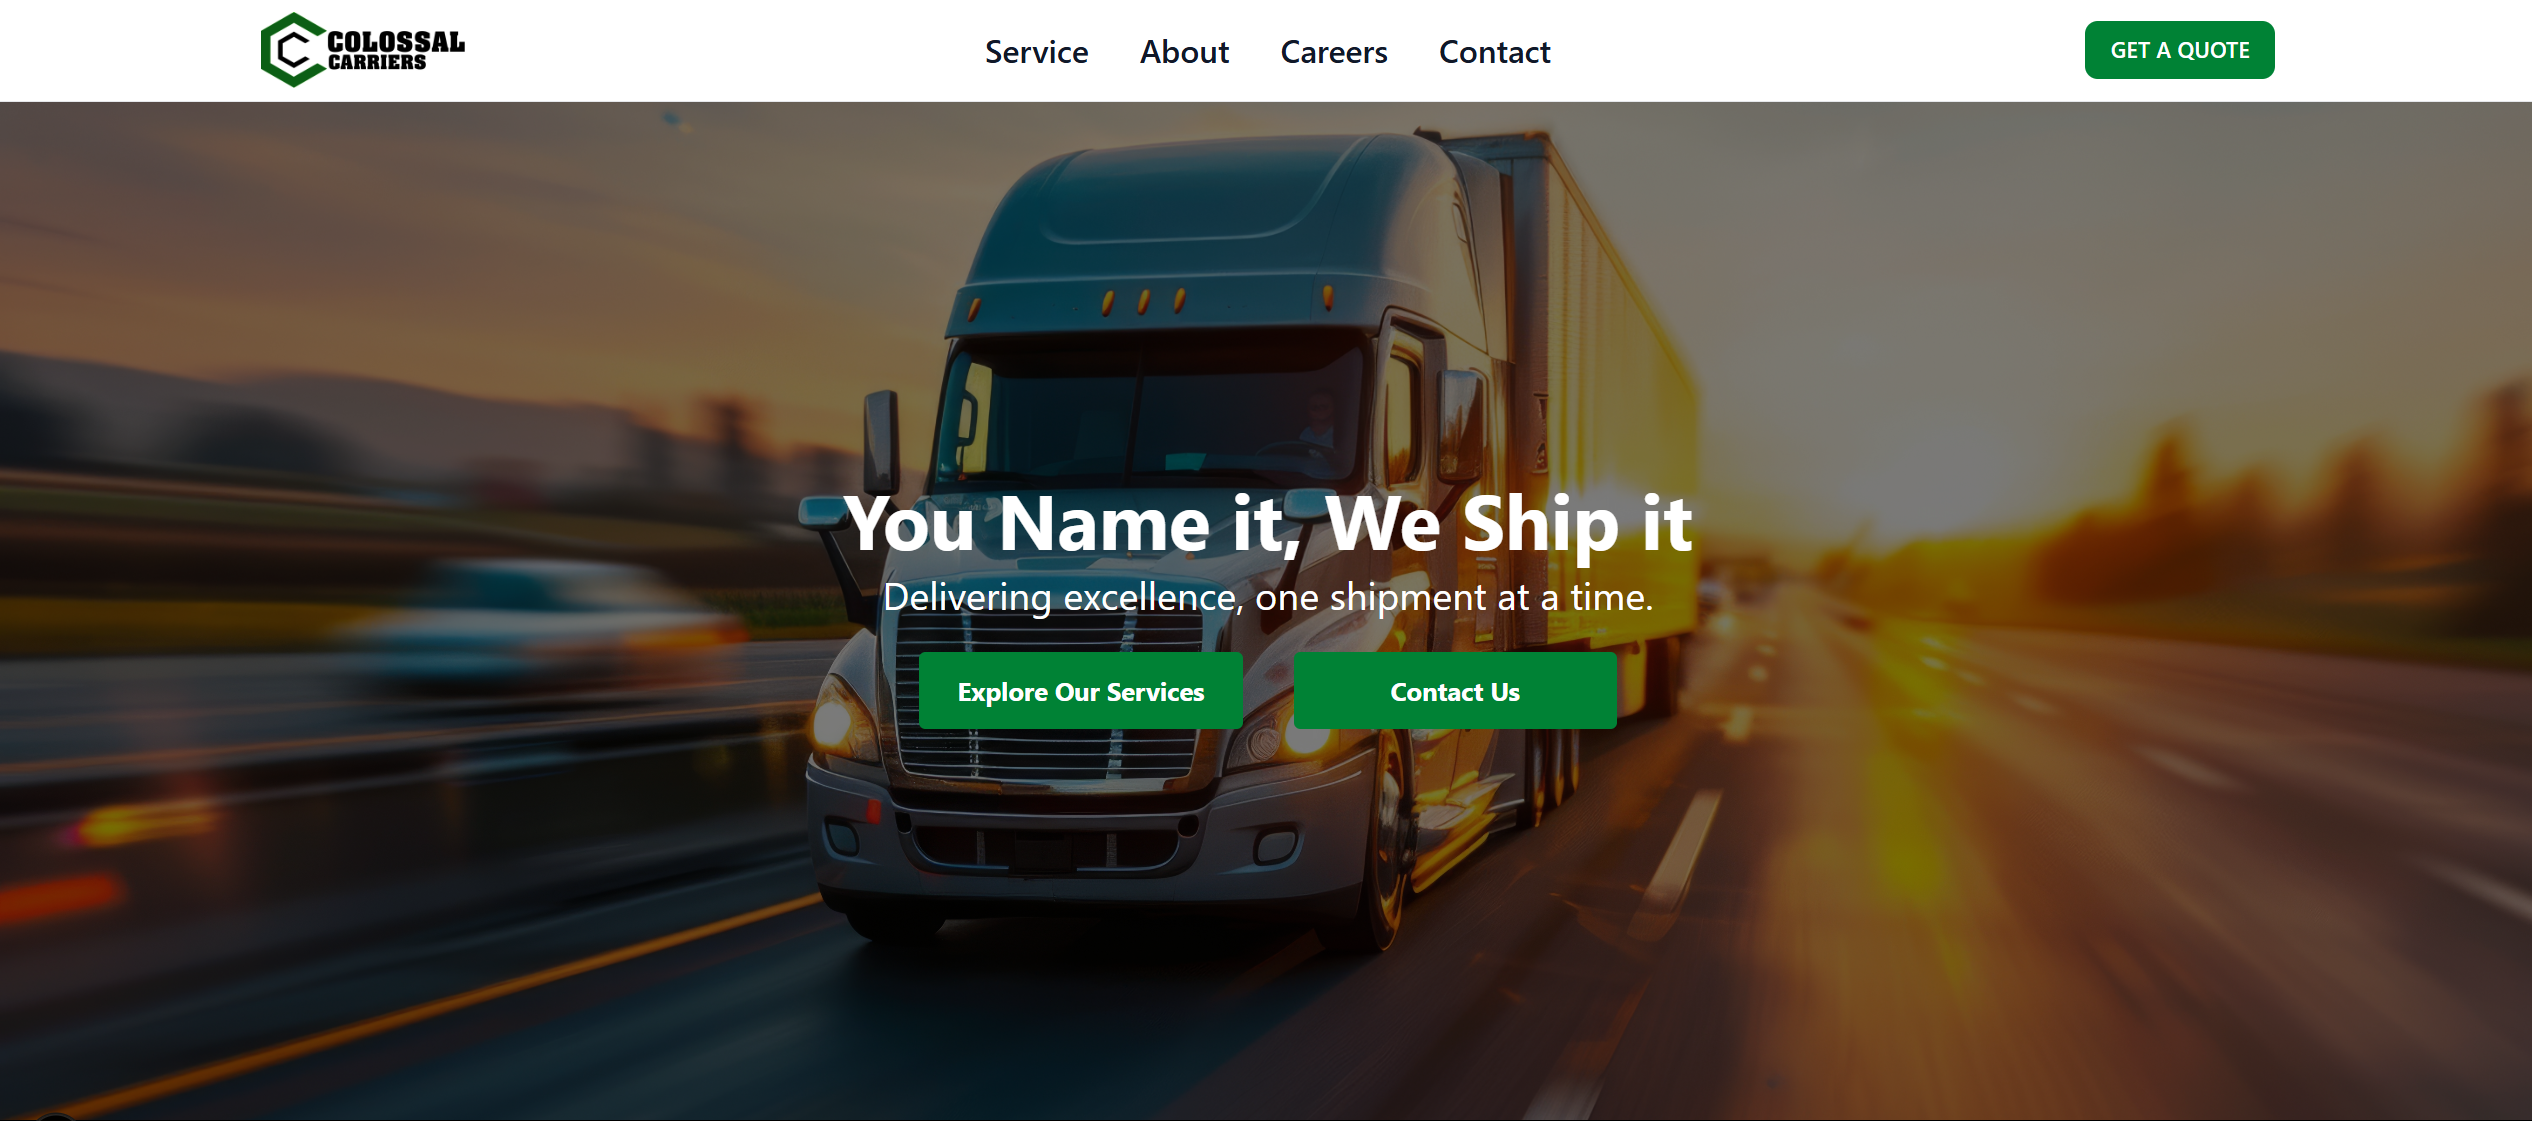 COLOSSAL
CARRIERS
Service About Careers Contact
GET A QUOTE
You Name it, We Ship it
Delivering excellence, one shipment at a time.
Explore Our Services
Contact Us